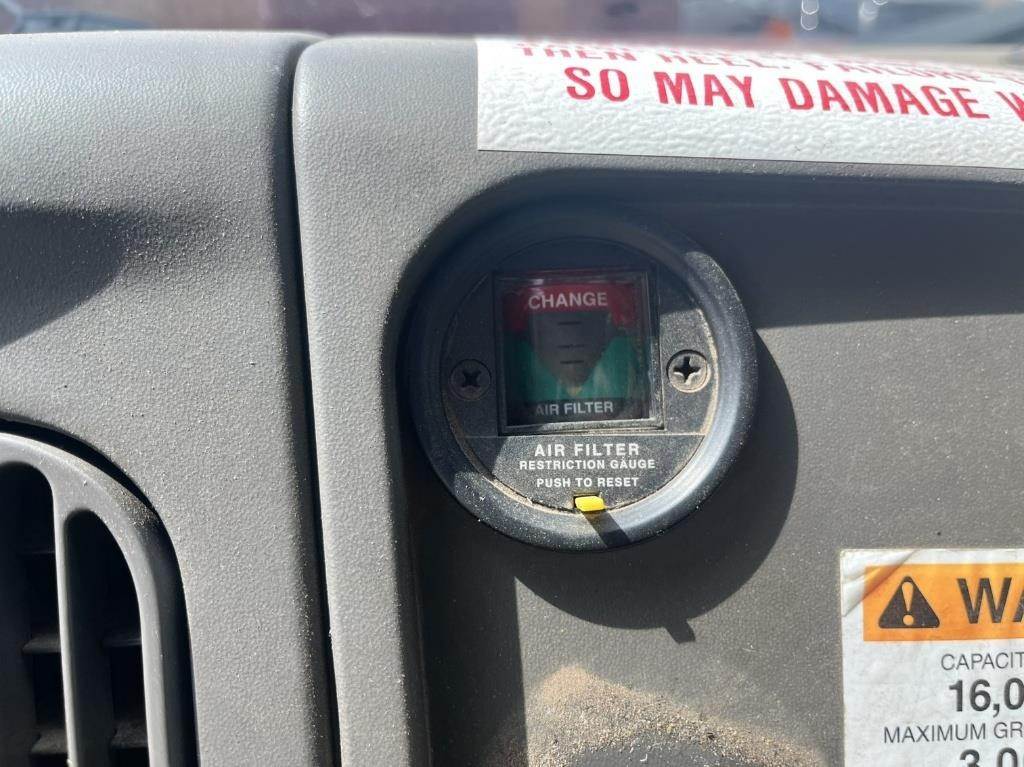 SO MAY DAMAGE
CHANGE
AIR FILTER
AIR FILTER
RESTRICTION GAUGE
PUSH TO RESET
CAPACIT
16,0
MAXIMUM GR